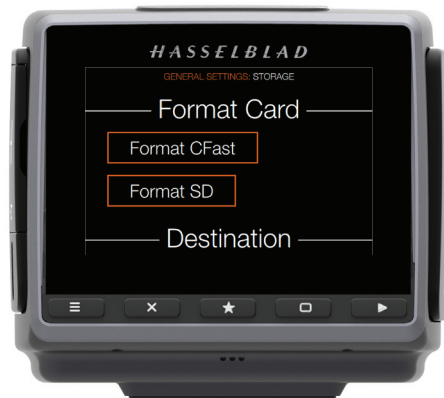 HASSELBLAD
GENERAL SETTINGS: STORAGE
Format Card
Format CFast
Format SD
Destination